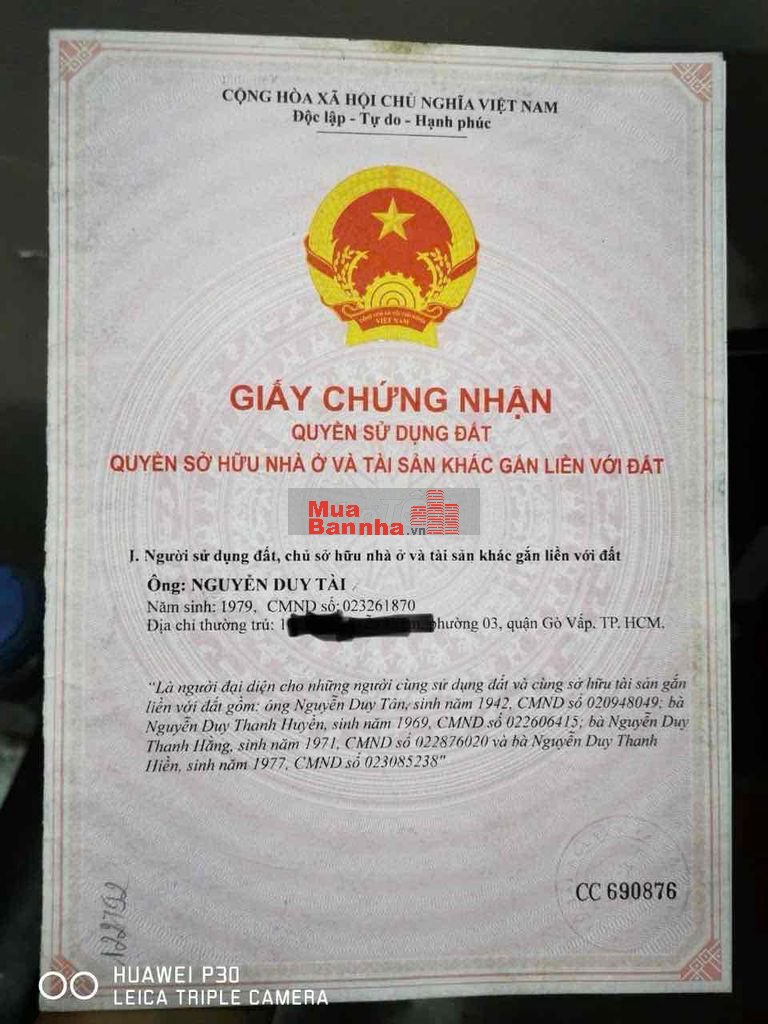 CỘNG HÒA XÃ HỘI CHỦ NGHĨA VIỆT NAM
Độc lập - Tự do - Hạnh phúc
VIỆT NAM
GIẤY CHỨNG NHẬN
QUYỀN SỬ DỤNG ĐẤT
QUYỀN SỞ HỮU NHÀ Ở VÀ TÀI SẢN KHÁC GẮN LIỀN VỚI ĐẤT
Mua
Bannha.vn
I. Người sử dụng đất, chủ sở hữu nhà ở và tài sản khác gắn liền với đất
Ông: NGUYỄN DUY TÀI
Năm sinh: 1979, CMND số: 023261870
Địa chỉ thường trú: phường 03, quận Gò Vấp, TP. HCM.
"Là người đại diện cho những người cùng sử dụng đất và cùng sở hữu tài sản gắn
liền với đất gồm: ông Nguyễn Duy Tân, sinh năm 1942, CMND số 020948049; bà
Nguyễn Duy Thanh Huyền, sinh năm 1969, CMND số 022606415; bà Nguyễn Duy
Thanh Hằng, sinh năm 1971, CMND số 022876020 và bà Nguyễn Duy Thanh
Hiền, sinh năm 1977, CMND số 023085238"
CC 690876
HUAWEI P30
LEICA TRIPLE CAMERA